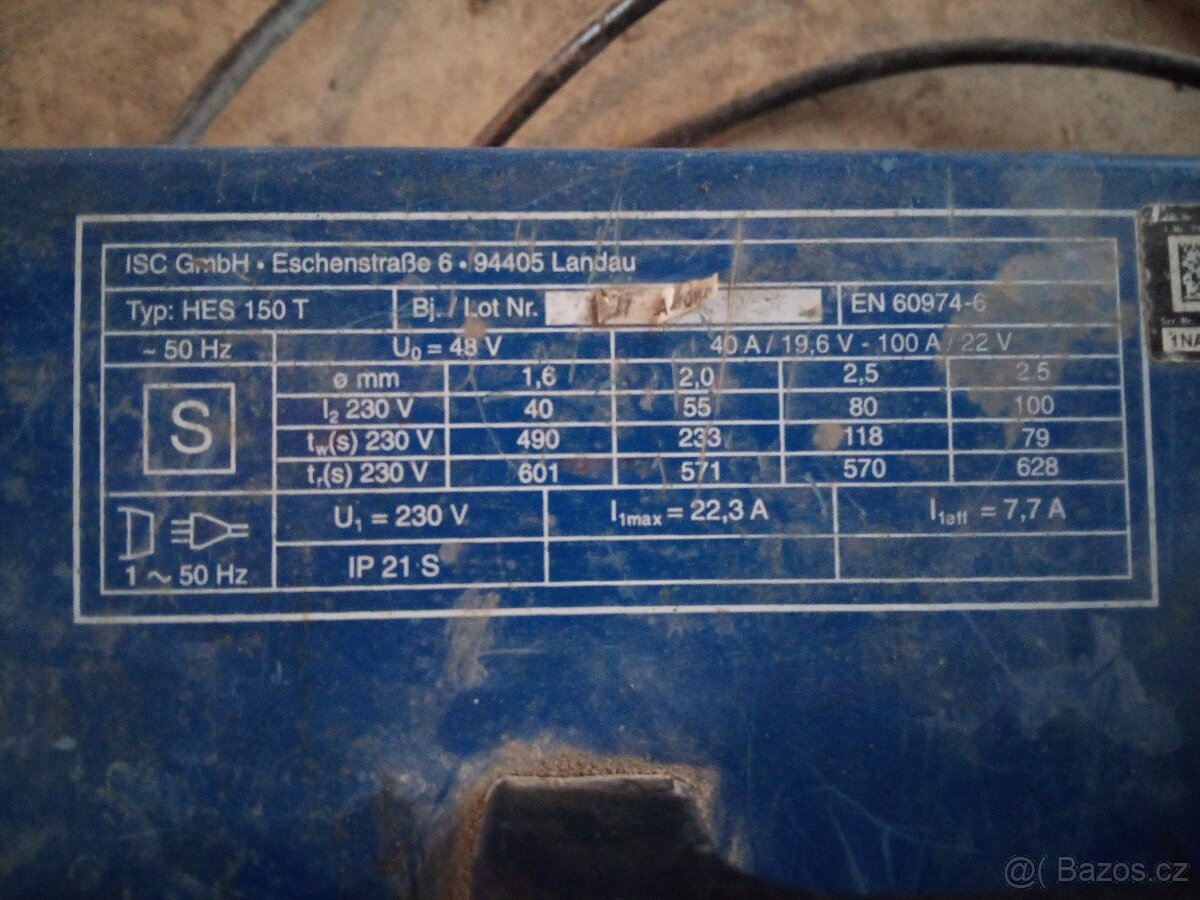 ISC GmbH • Eschenstraße 6 • 94405 Landau
Typ: HES 150 T Bj. / Lot Nr. EN 60974-6
~ 50 Hz U₀ = 48 V 40 A / 19,6 V - 100 A / 22 V
S
ø mm 1,6 2,0 2,5 2,5
I₂ 230 V 40 55 80 100
tw(s) 230 V 490 233 118 79
tr(s) 230 V 601 571 570 628
1 ~ 50 Hz
U₁ = 230 V I1max = 22,3 A I1eff = 7,7 A
IP 21 S
1NA
@( Bazos.cz